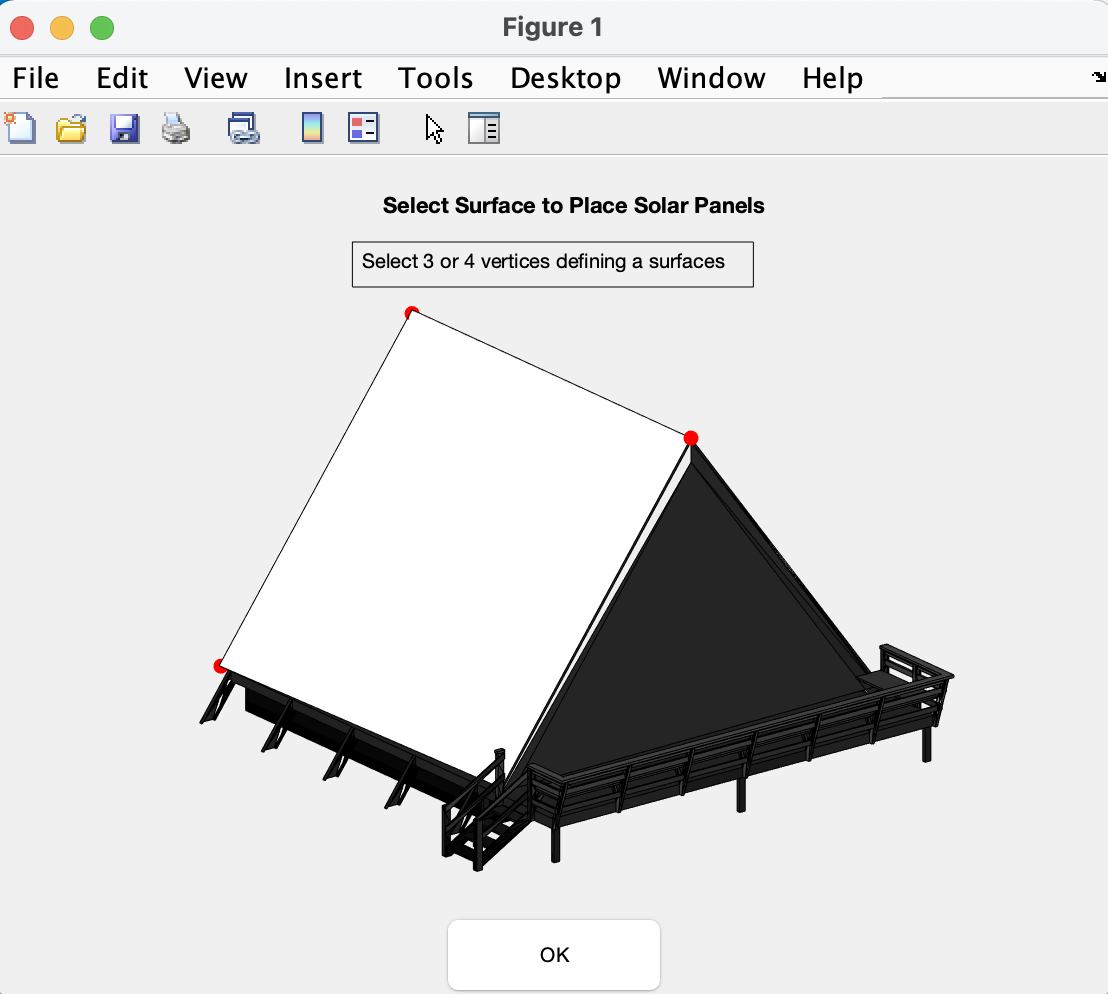 Figure 1
File Edit View Insert Tools Desktop Window Help
Select Surface to Place Solar Panels
Select 3 or 4 vertices defining a surfaces
OK